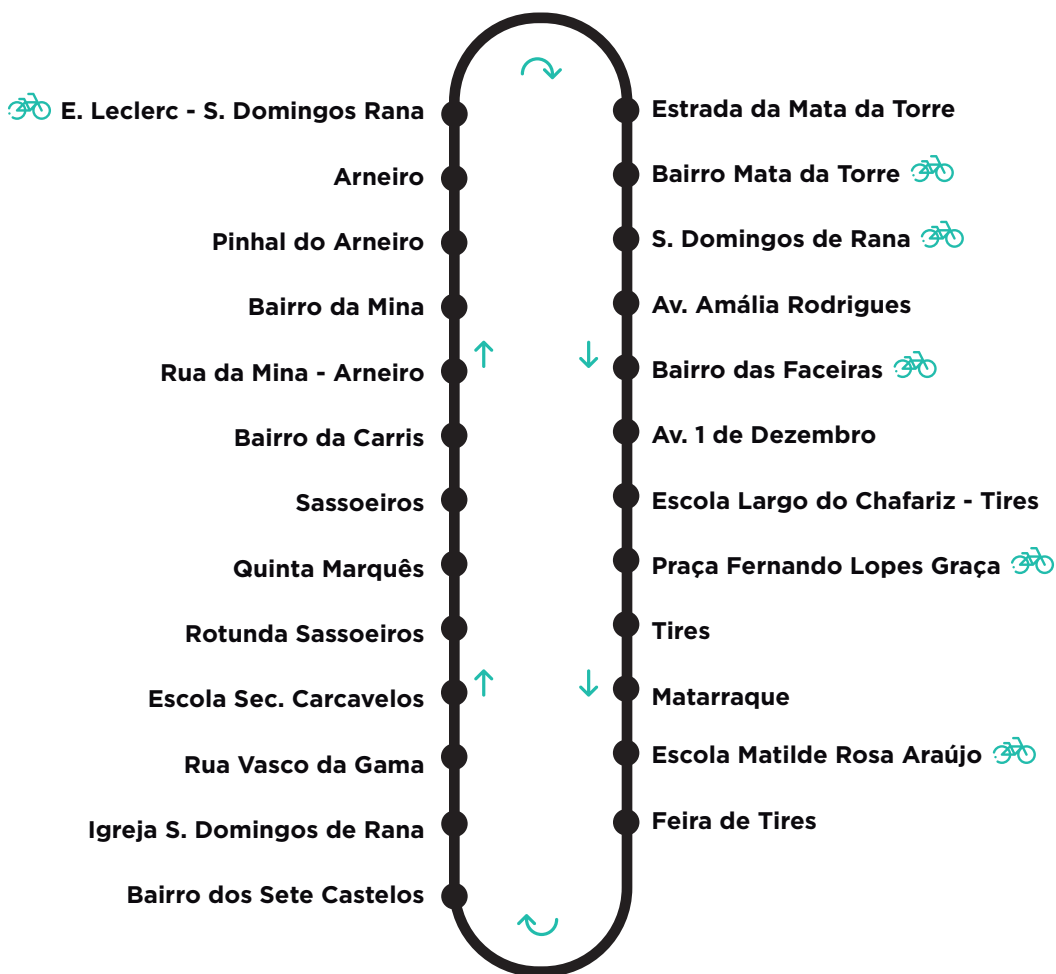 E. Leclerc - S. Domingos Rana
Arneiro
Pinhal do Arneiro
Bairro da Mina
Rua da Mina - Arneiro
Bairro da Carris
Sassoeiros
Quinta Marquês
Rotunda Sassoeiros
Escola Sec. Carcavelos
Rua Vasco da Gama
Igreja S. Domingos de Rana
Bairro dos Sete Castelos
Estrada da Mata da Torre
Bairro Mata da Torre
S. Domingos de Rana
Av. Amália Rodrigues
Bairro das Faceiras
Av. 1 de Dezembro
Escola Largo do Chafariz - Tires
Praça Fernando Lopes Graça
Tires
Matarraque
Escola Matilde Rosa Araújo
Feira de Tires